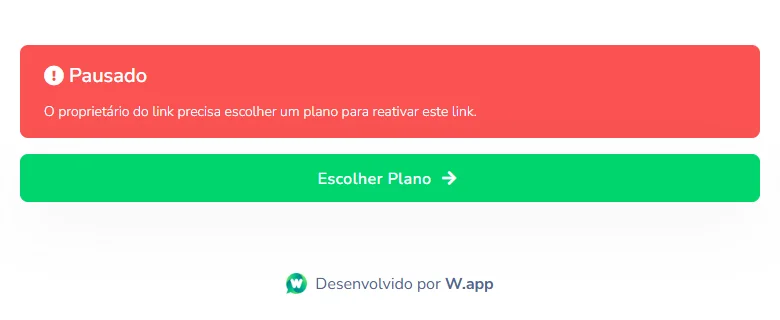 Pausado
O proprietário do link precisa escolher um plano para reativar este link.
Escolher Plano
Desenvolvido por W.app